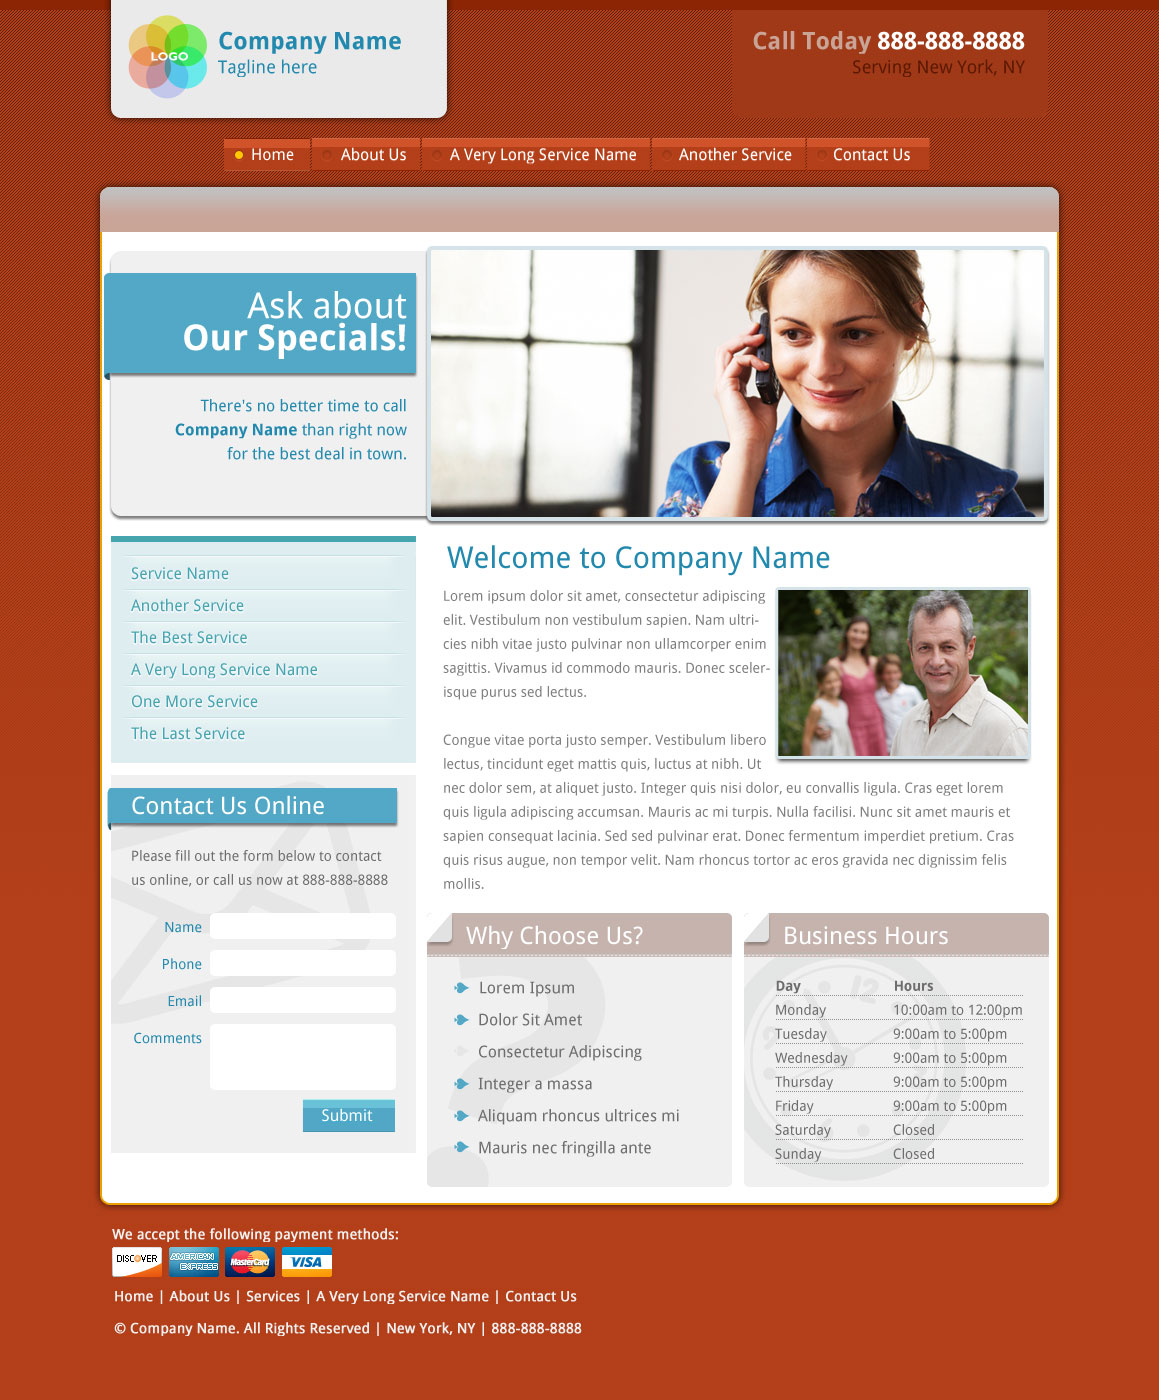 LOGO
Company Name
Tagline here
Call Today 888-888-8888
Serving New York, NY
Home
About Us
A Very Long Service Name
Another Service
Contact Us
Ask about
Our Specials!
There's no better time to call
Company Name than right now
for the best deal in town.
Service Name
Another Service
The Best Service
A Very Long Service Name
One More Service
The Last Service
Contact Us Online
Please fill out the form below to contact
us online, or call us now at 888-888-8888
Name
Phone
Email
Comments
Submit
Welcome to Company Name
Lorem ipsum dolor sit amet, consectetur adipiscing
elit. Vestibulum non vestibulum sapien. Nam ultri-
cies nibh vitae justo pulvinar non ullamcorper enim
sagittis. Vivamus id commodo mauris. Donec sceler-
isque purus sed lectus.
Congue vitae porta justo semper. Vestibulum libero
lectus, tincidunt eget mattis quis, luctus at nibh. Ut
nec dolor sem, at aliquet justo. Integer quis nisi dolor, eu convallis ligula. Cras eget lorem
quis ligula adipiscing accumsan. Mauris ac mi turpis. Nulla facilisi. Nunc sit amet mauris et
sapien consequat lacinia. Sed sed pulvinar erat. Donec fermentum imperdiet pretium. Cras
quis risus augue, non tempor velit. Nam rhoncus tortor ac eros gravida nec dignissim felis
mollis.
Why Choose Us?
Lorem Ipsum
Dolor Sit Amet
Consectetur Adipiscing
Integer a massa
Aliquam rhoncus ultrices mi
Mauris nec fringilla ante
Business Hours
Day Hours
Monday 10:00am to 12:00pm
Tuesday 9:00am to 5:00pm
Wednesday 9:00am to 5:00pm
Thursday 9:00am to 5:00pm
Friday 9:00am to 5:00pm
Saturday Closed
Sunday Closed
We accept the following payment methods:
DISCOVER
AMERICAN EXPRESS
MasterCard
VISA
Home | About Us | Services | A Very Long Service Name | Contact Us
© Company Name. All Rights Reserved | New York, NY | 888-888-8888